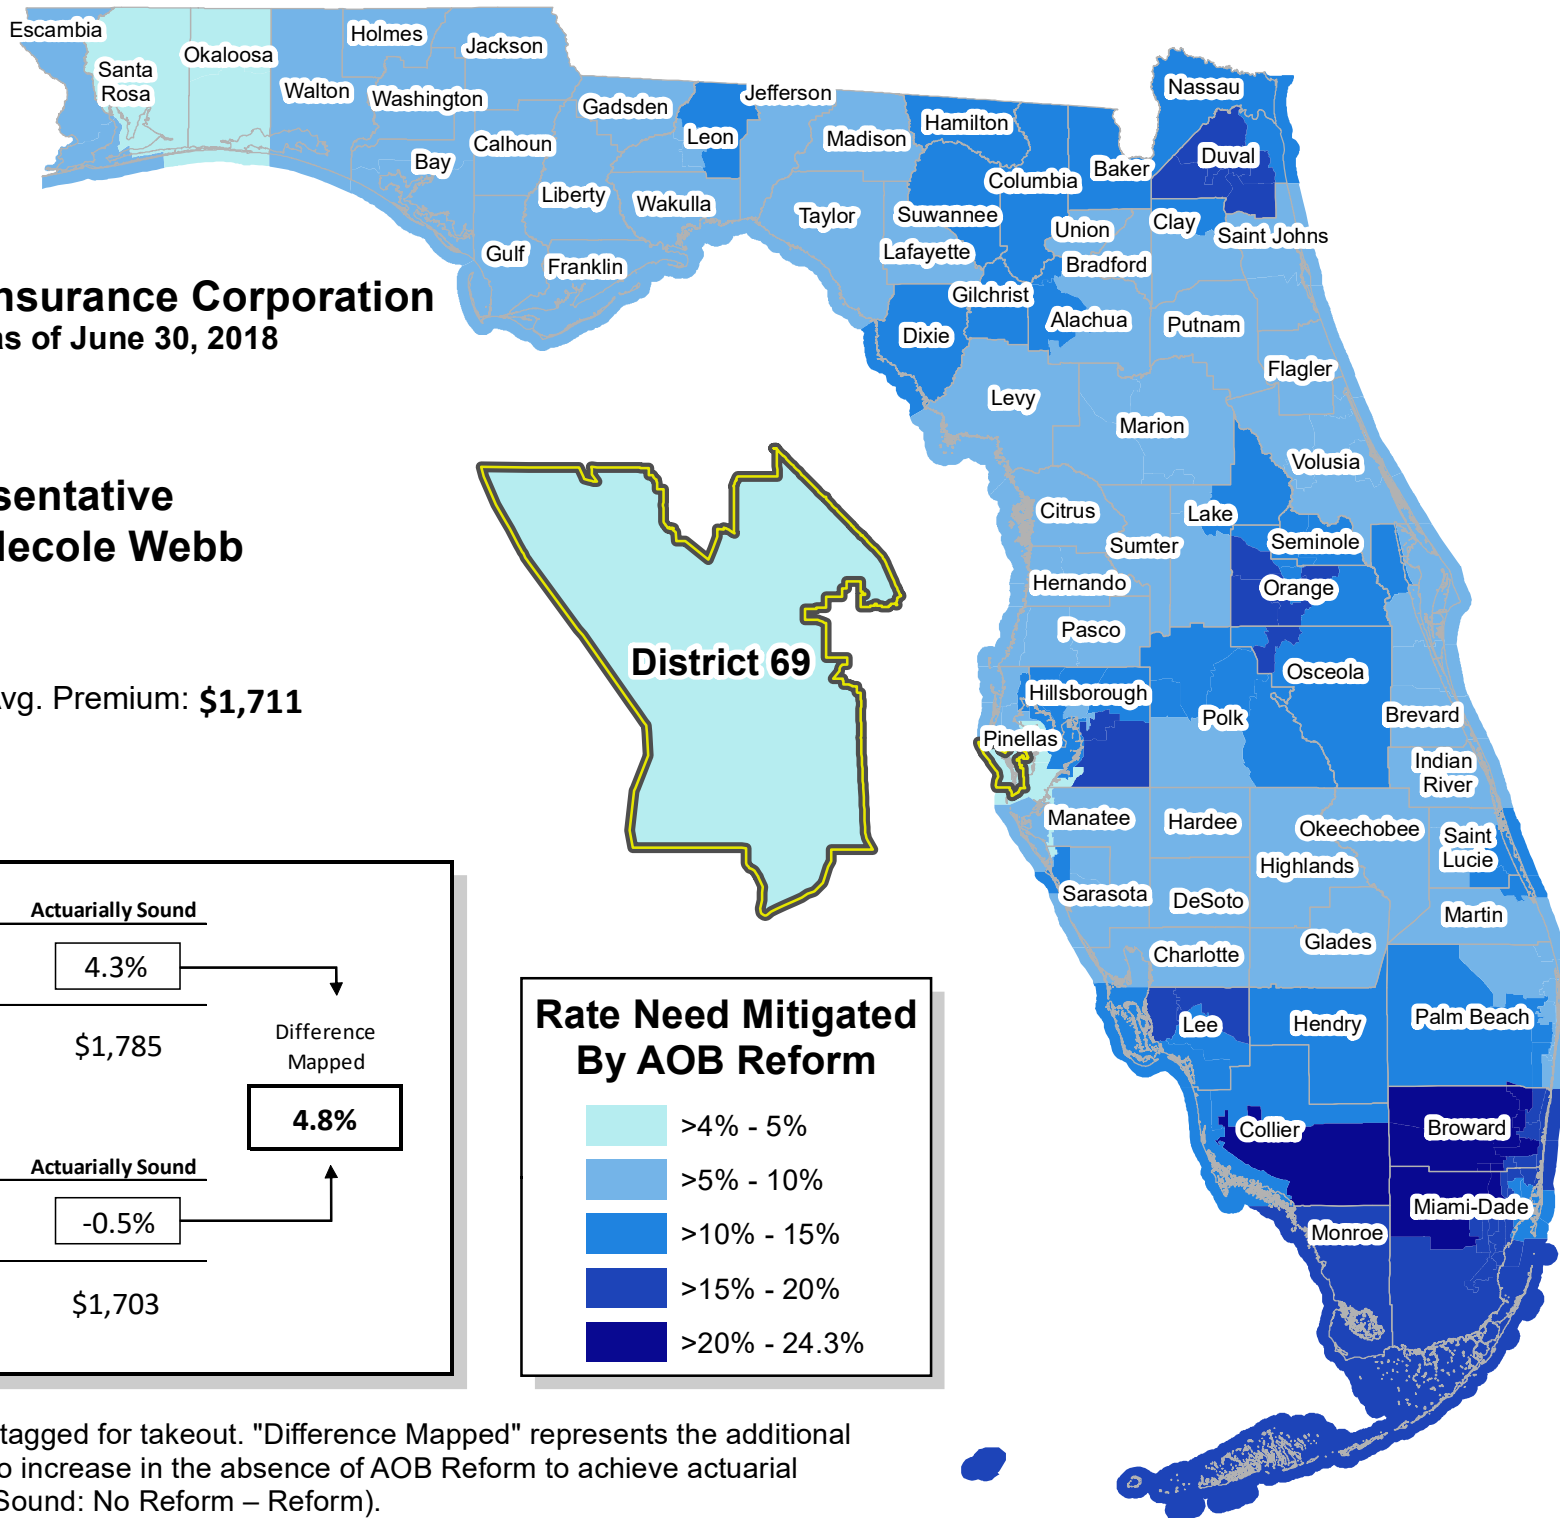 Escambia
Santa
Rosa
Okaloosa
Holmes
Jackson
Walton
Washington
Bay
Calhoun
Gadsden
Liberty
Gulf
Franklin
Leon
Wakulla
Jefferson
Madison
Taylor
Hamilton
Suwannee
Lafayette
Columbia
Baker
Nassau
Duval
Union
Clay
Saint Johns
Bradford
Gilchrist
Dixie
Alachua
Putnam
Flagler
Levy
Marion
Volusia
Citrus
Lake
Sumter
Seminole
Hernando
Orange
Pasco
Osceola
Hillsborough
Polk
Brevard
Pinellas
Indian
River
Manatee
Hardee
Okeechobee
Saint
Lucie
Highlands
Sarasota
DeSoto
Martin
Charlotte
Glades
Lee
Hendry
Palm Beach
Collier
Broward
Miami-Dade
Monroe
nsurance Corporation
as of June 30, 2018
sentative
Necole Webb
District 69
vg. Premium: $1,711
Actuarially Sound
4.3%
$1,785
Difference
Mapped
4.8%
Actuarially Sound
-0.5%
$1,703
Rate Need Mitigated
By AOB Reform
>4% - 5%
>5% - 10%
>10% - 15%
>15% - 20%
>20% - 24.3%
tagged for takeout. "Difference Mapped" represents the additional
o increase in the absence of AOB Reform to achieve actuarial
Sound: No Reform – Reform).